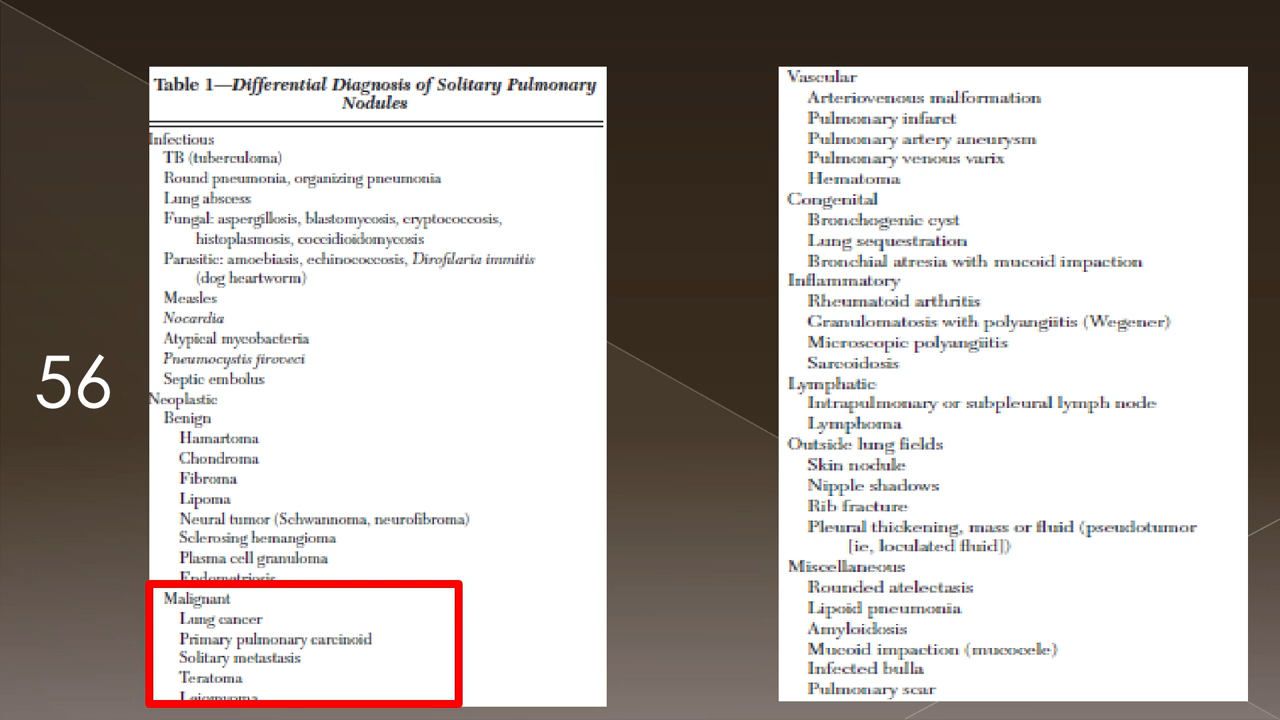 56
Table 1—Differential Diagnosis of Solitary Pulmonary
Nodules
Infectious
TB (tuberculoma)
Round pneumonia, organizing pneumonia
Lung abscess
Fungal: aspergillosis, blastomycosis, cryptococcosis,
histoplasmosis, coccidioidomycosis
Parasitic: amoebiasis, echinococcosis, Dirofilaria immitis
(dog heartworm)
Measles
Nocardia
Atypical mycobacteria
Pneumocystis jiroveci
Septic embolus
Neoplastic
Benign
Hamartoma
Chondroma
Fibroma
Lipoma
Neural tumor (Schwannoma, neurofibroma)
Sclerosing hemangioma
Plasma cell granuloma
Endometriosis
Malignant
Lung cancer
Primary pulmonary carcinoid
Solitary metastasis
Teratoma
Leiomyoma
Vascular
Arteriovenous malformation
Pulmonary infarct
Pulmonary artery aneurysm
Pulmonary venous varix
Hematoma
Congenital
Bronchogenic cyst
Lung sequestration
Bronchial atresia with mucoid impaction
Inflammatory
Rheumatoid arthritis
Granulomatosis with polyangiitis (Wegener)
Microscopic polyangiitis
Sarcoidosis
Lymphatic
Intrapulmonary or subpleural lymph node
Lymphoma
Outside lung fields
Skin nodule
Nipple shadows
Rib fracture
Pleural thickening, mass or fluid (pseudotumor
[ie, loculated fluid])
Miscellaneous
Rounded atelectasis
Lipoid pneumonia
Amyloidosis
Mucoid impaction (mucocele)
Infected bulla
Pulmonary scar